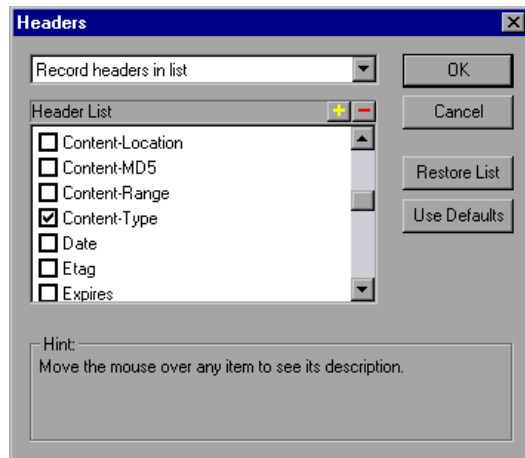 Headers
Record headers in list
OK
Header List
Cancel
Content-Location
Content-MD5
Content-Range
Content-Type
Date
Etag
Expires
Restore List
Use Defaults
Hint:
Move the mouse over any item to see its description.